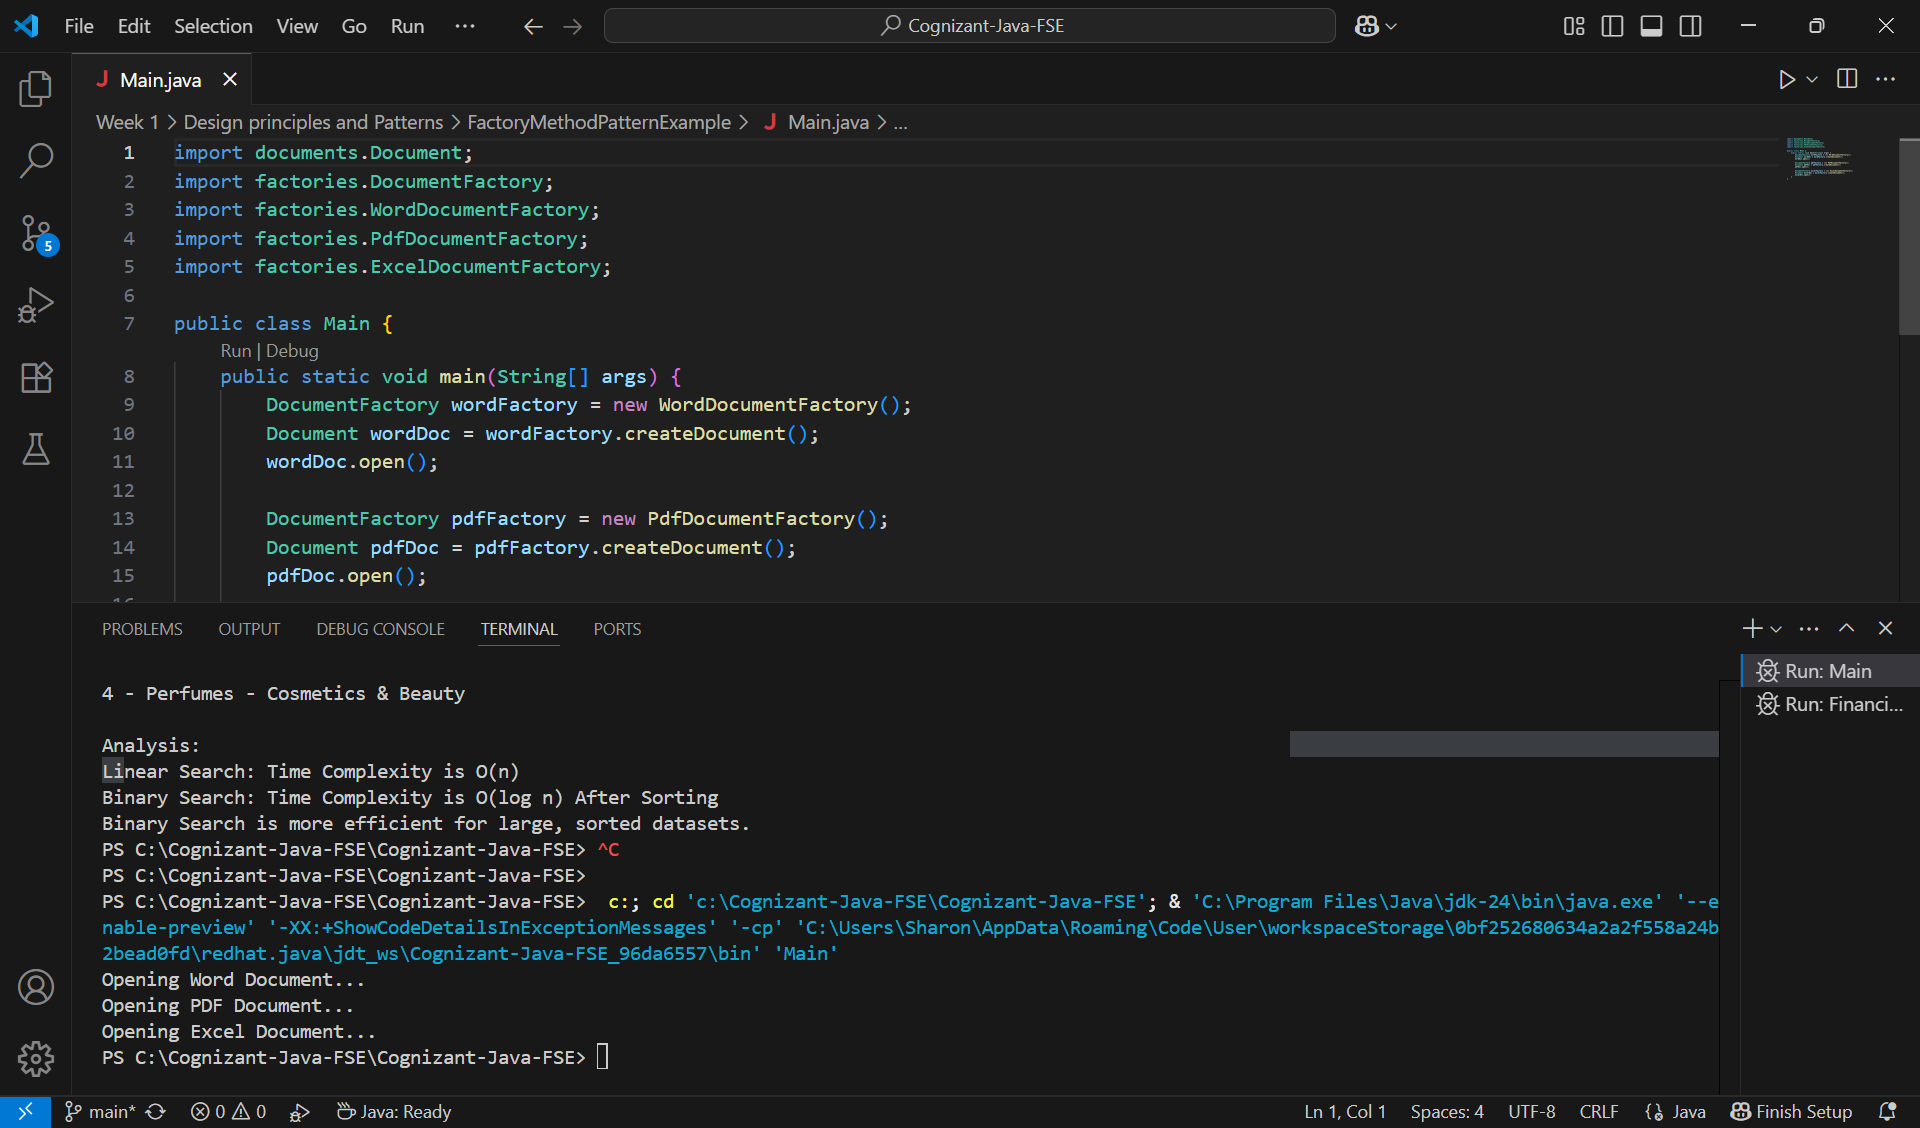 File Edit Selection View Go Run ··· Cognizant-Java-FSE
Main.java
Week 1 > Design principles and Patterns > FactoryMethodPatternExample > Main.java > ...
1 import documents.Document;
2 import factories.DocumentFactory;
3 import factories.WordDocumentFactory;
4 import factories.PdfDocumentFactory;
5 import factories.ExcelDocumentFactory;
6
7 public class Main {
Run | Debug
8 public static void main(String[] args) {
9 DocumentFactory wordFactory = new WordDocumentFactory();
10 Document wordDoc = wordFactory.createDocument();
11 wordDoc.open();
12
13 DocumentFactory pdfFactory = new PdfDocumentFactory();
14 Document pdfDoc = pdfFactory.createDocument();
15 pdfDoc.open();
5
PROBLEMS OUTPUT DEBUG CONSOLE TERMINAL PORTS
4 - Perfumes - Cosmetics & Beauty
Analysis:
Linear Search: Time Complexity is O(n)
Binary Search: Time Complexity is O(log n) After Sorting
Binary Search is more efficient for large, sorted datasets.
PS C:\Cognizant-Java-FSE\Cognizant-Java-FSE> ^C
PS C:\Cognizant-Java-FSE\Cognizant-Java-FSE>
PS C:\Cognizant-Java-FSE\Cognizant-Java-FSE>  c:; cd 'c:\Cognizant-Java-FSE\Cognizant-Java-FSE'; & 'C:\Program Files\Java\jdk-24\bin\java.exe' '--e
nable-preview' '-XX:+ShowCodeDetailsInExceptionMessages' '-cp' 'C:\Users\Sharon\AppData\Roaming\Code\User\workspaceStorage\0bf252680634a2a2f558a24b
2bead0fd\redhat.java\jdt_ws\Cognizant-Java-FSE_96da6557\bin' 'Main'
Opening Word Document...
Opening PDF Document...
Opening Excel Document...
PS C:\Cognizant-Java-FSE\Cognizant-Java-FSE>
Run: Main
Run: Financi...
main* 0 0 Java: Ready Ln 1, Col 1 Spaces: 4 UTF-8 CRLF Java Finish Setup